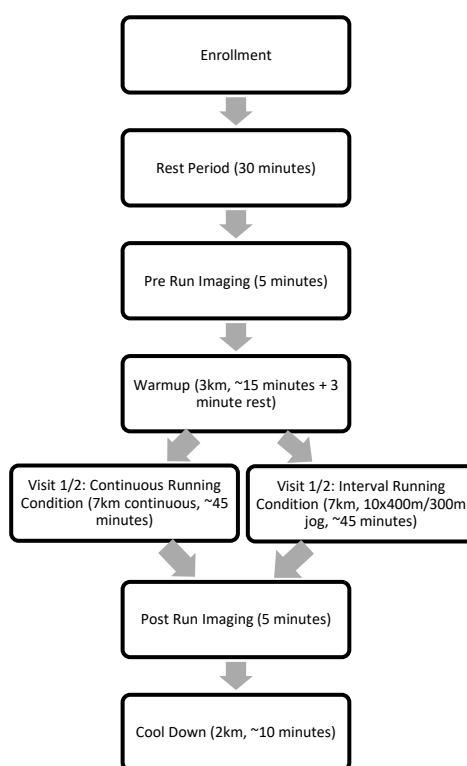 Enrollment
Rest Period (30 minutes)
Pre Run Imaging (5 minutes)
Warmup (3km, ~15 minutes + 3
minute rest)
Visit 1/2: Continuous Running
Condition (7km continuous, ~45
minutes)
Visit 1/2: Interval Running
Condition (7km, 10x400m/300m
jog, ~45 minutes)
Post Run Imaging (5 minutes)
Cool Down (2km, ~10 minutes)